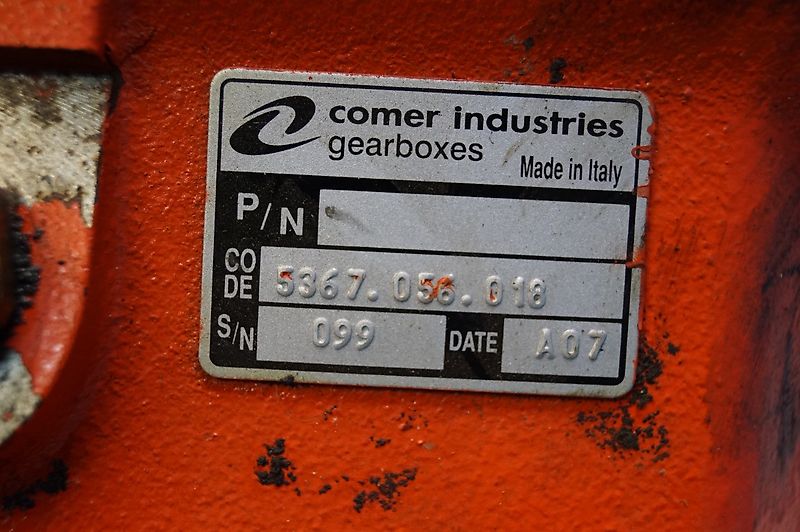 comer industries
gearboxes
Made in Italy
P/N
CO
DE
5367.056.018
S/N 099 DATE A07